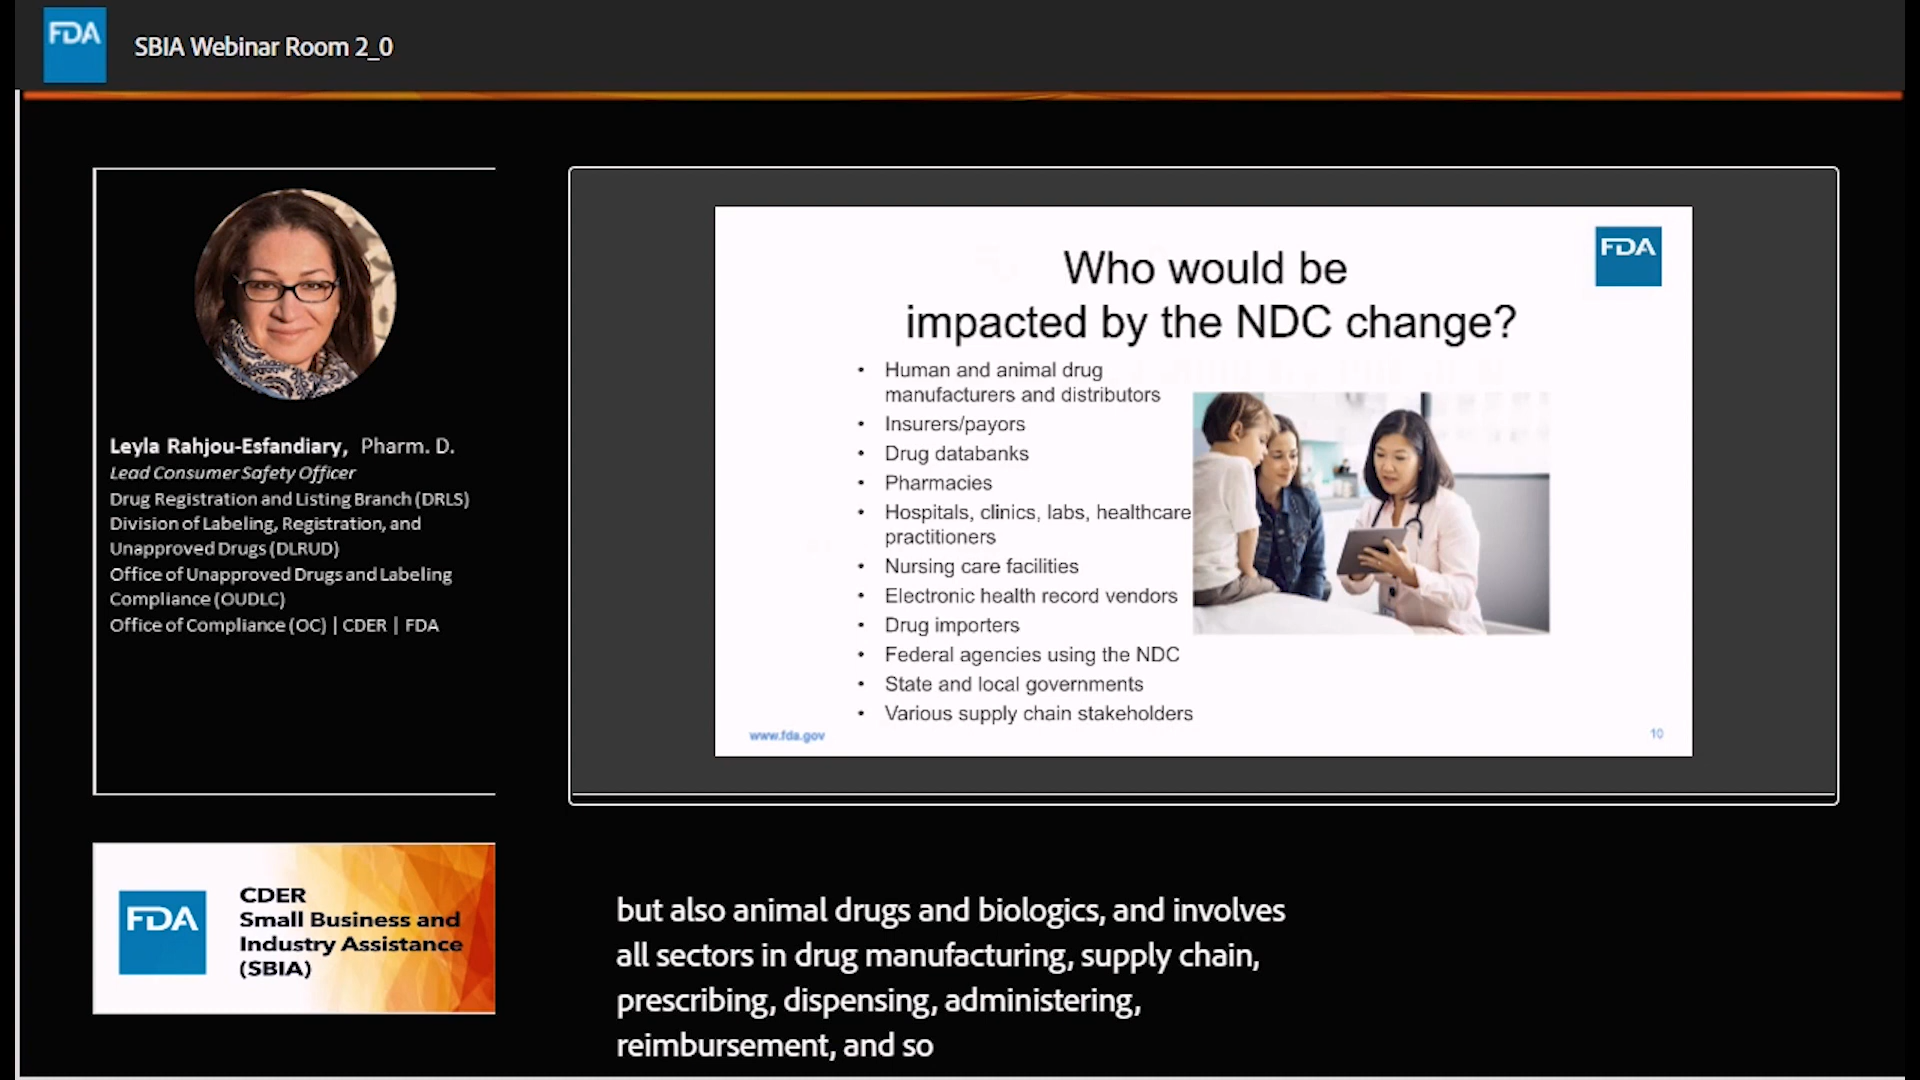 FDA
SBIA Webinar Room 2_0
Leyla Rahjou-Esfandiary, Pharm. D.
Lead Consumer Safety Officer
Drug Registration and Listing Branch (DRLS)
Division of Labeling, Registration, and
Unapproved Drugs (DLRUD)
Office of Unapproved Drugs and Labeling
Compliance (OUDLC)
Office of Compliance (OC) | CDER | FDA
FDA
Who would be
impacted by the NDC change?
• Human and animal drug
manufacturers and distributors
• Insurers/payors
• Drug databanks
• Pharmacies
• Hospitals, clinics, labs, healthcare
practitioners
• Nursing care facilities
• Electronic health record vendors
• Drug importers
• Federal agencies using the NDC
• State and local governments
• Various supply chain stakeholders
www.fda.gov
10
FDA
CDER
Small Business and
Industry Assistance
(SBIA)
but also animal drugs and biologics, and involves
all sectors in drug manufacturing, supply chain,
prescribing, dispensing, administering,
reimbursement, and so